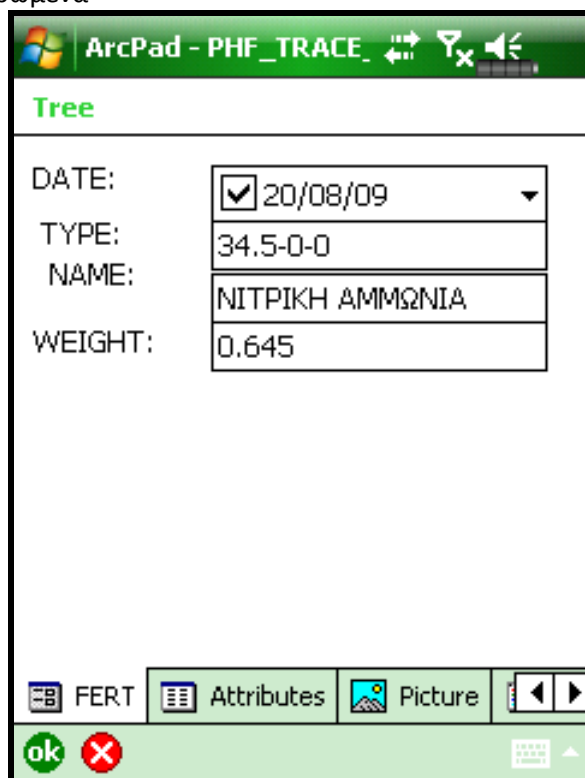 ArcPad - PHF_TRACE_
Tree
DATE: 20/08/09
TYPE: 34.5-0-0
NAME: ΝΙΤΡΙΚΗ ΑΜΜΩΝΙΑ
WEIGHT: 0.645
FERT Attributes Picture
ok